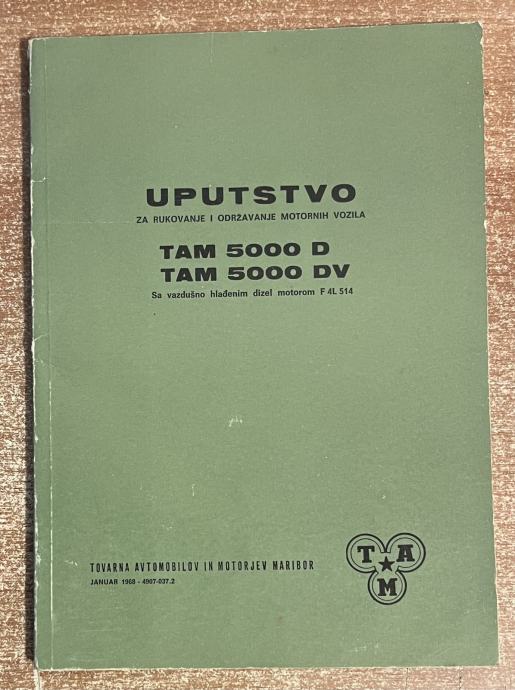 UPUTSTVO
ZA RUKOVANJE I ODRŽAVANJE MOTORNIH VOZILA
TAM 5000 D
TAM 5000 DV
Sa vazdušno hlađenim dizel motorom F 4L 514
TOVARNA AVTOMOBILOV IN MOTORJEV MARIBOR
JANUAR 1968 - 4907-037.2
T A
M